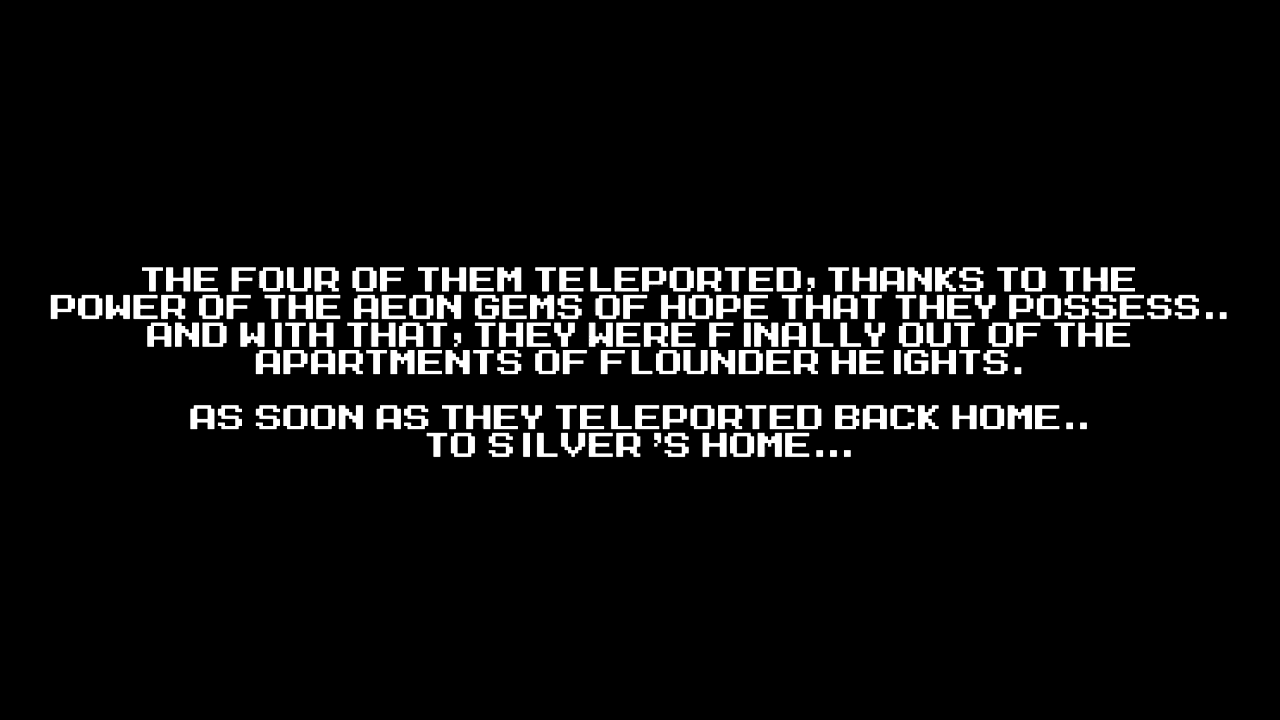 THE FOUR OF THEM TELEPORTED, THANKS TO THE
POWER OF THE AEON GEMS OF HOPE THAT THEY POSSESS..
AND WITH THAT, THEY WERE FINALLY OUT OF THE
APARTMENTS OF FLOUNDER HEIGHTS.
AS SOON AS THEY TELEPORTED BACK HOME..
TO SILVER'S HOME...